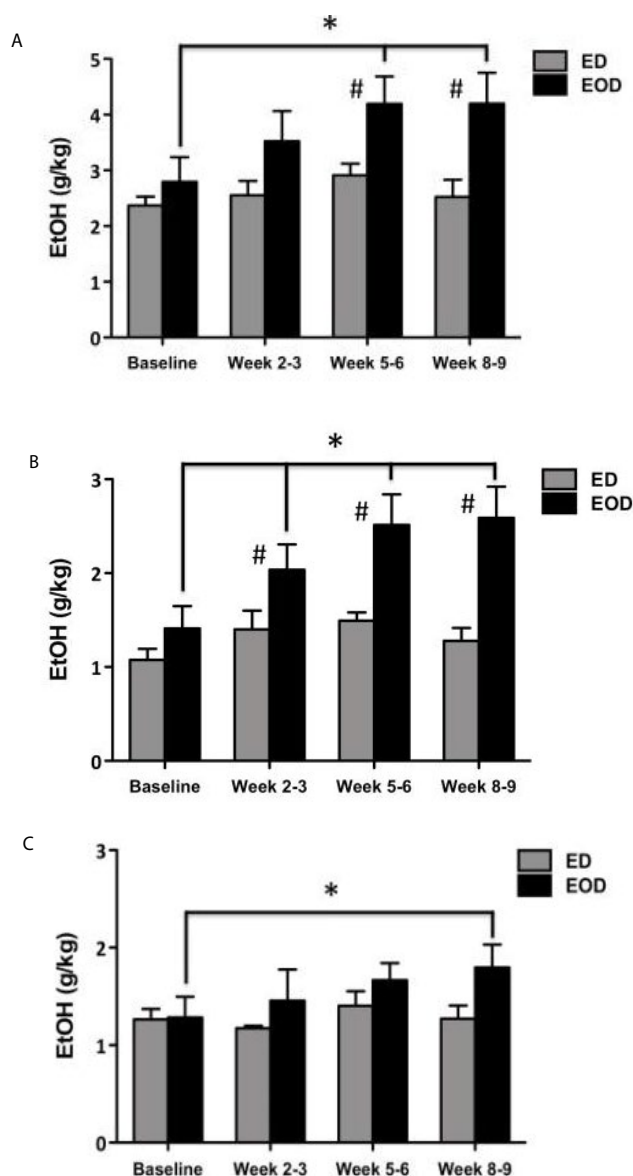 A
*
5
4
3
2
1
0
EtOH (g/kg)
# #
ED
EOD
Baseline Week 2-3 Week 5-6 Week 8-9
B
*
3
2
1
0
EtOH (g/kg)
# # #
ED
EOD
Baseline Week 2-3 Week 5-6 Week 8-9
C
*
3
2
1
0
EtOH (g/kg)
ED
EOD
Baseline Week 2-3 Week 5-6 Week 8-9